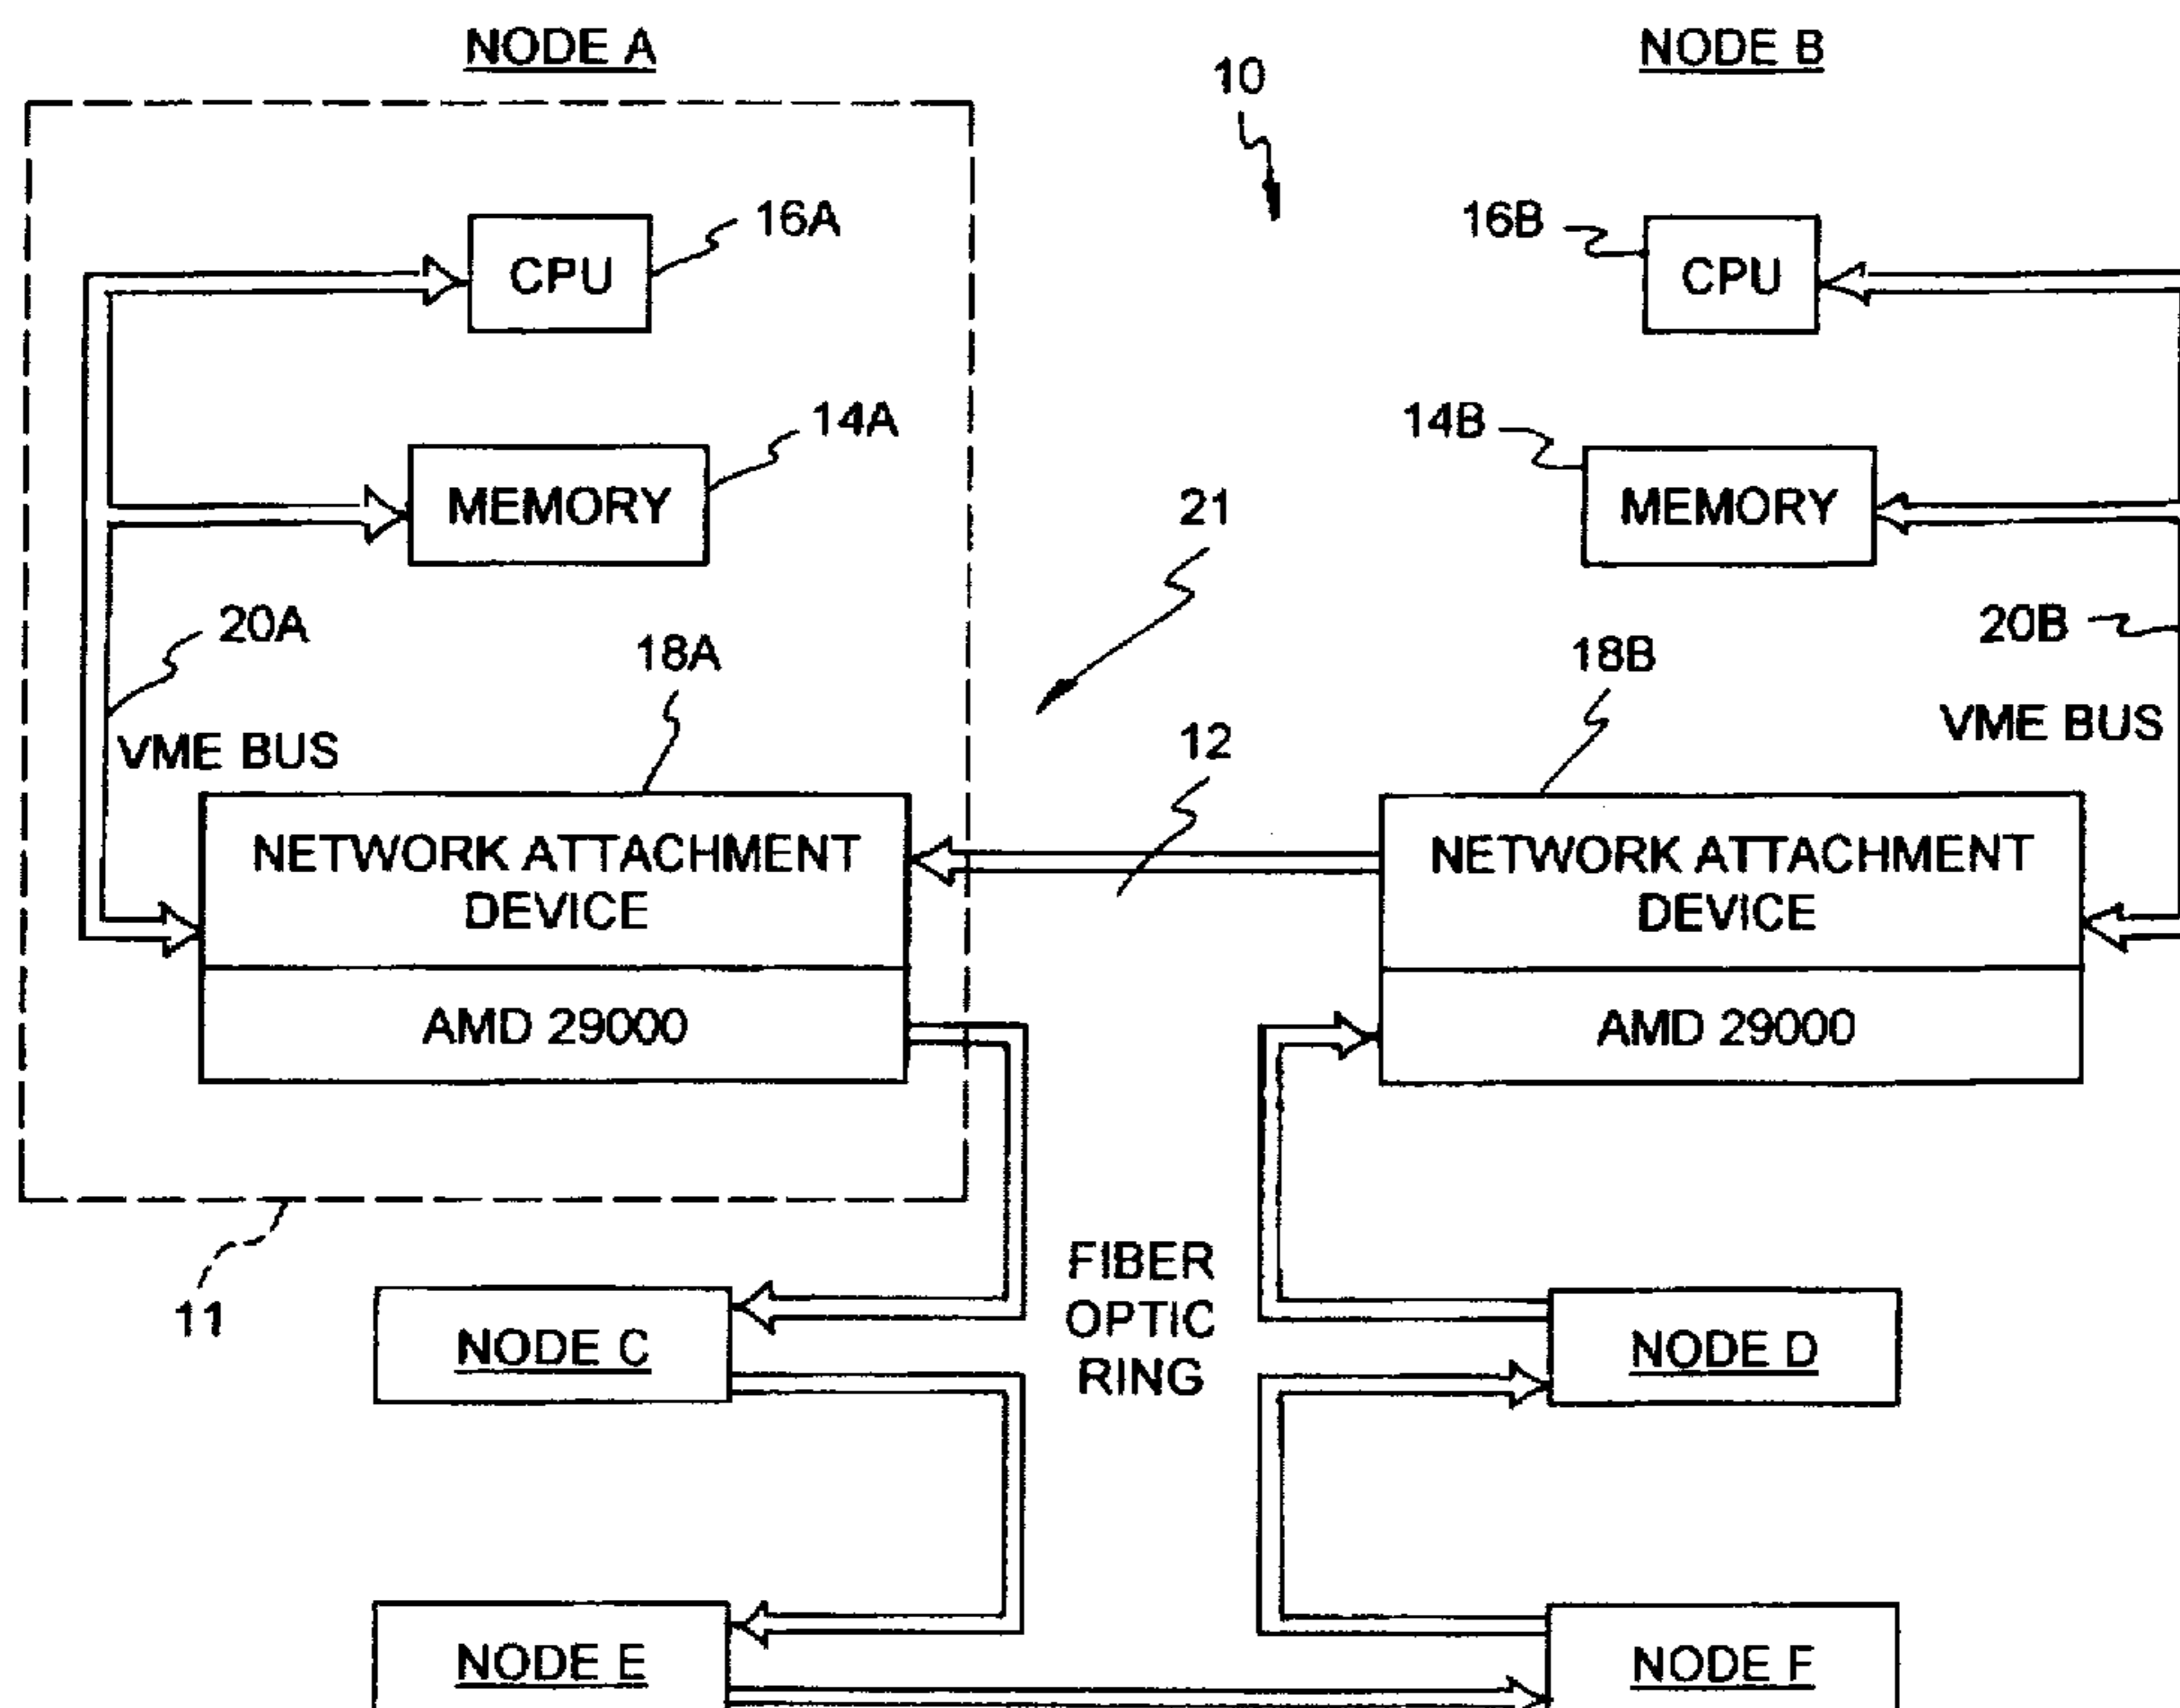 NODE A
NODE B
10
16A
CPU
16B
CPU
14A
MEMORY
14B
MEMORY
21
20A
18A
20B
18B
VME BUS
12
VME BUS
NETWORK ATTACHMENT
DEVICE
NETWORK ATTACHMENT
DEVICE
AMD 29000
AMD 29000
11
FIBER
OPTIC
RING
NODE C
NODE D
NODE E
NODE F